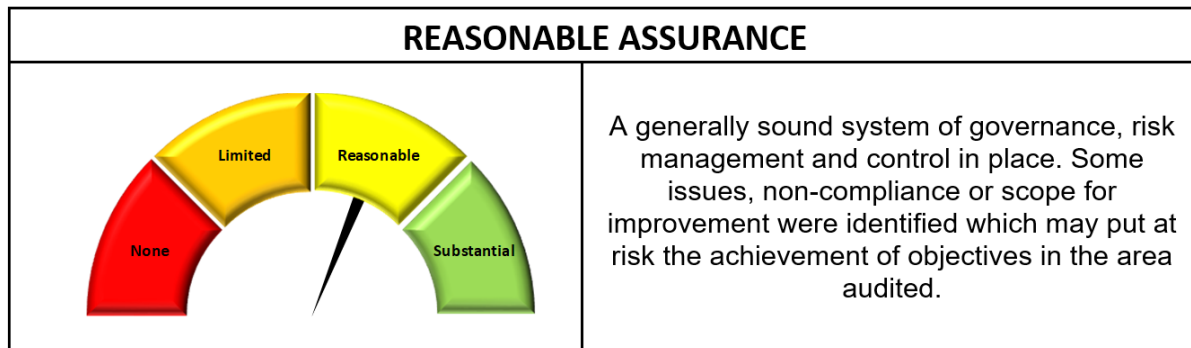 REASONABLE ASSURANCE
Limited
Reasonable
None
Substantial
A generally sound system of governance, risk
management and control in place. Some
issues, non-compliance or scope for
improvement were identified which may put at
risk the achievement of objectives in the area
audited.